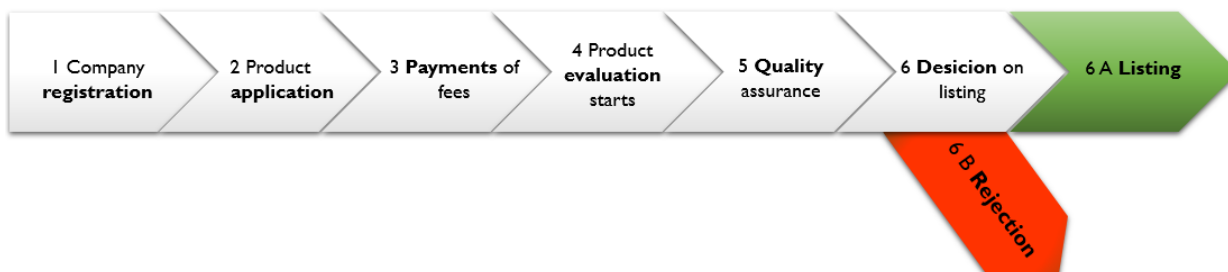 1 Company
registration
2 Product
application
3 Payments of
fees
4 Product
evaluation
starts
5 Quality
assurance
6 Desicion on
listing
6 A Listing
6 B Rejection